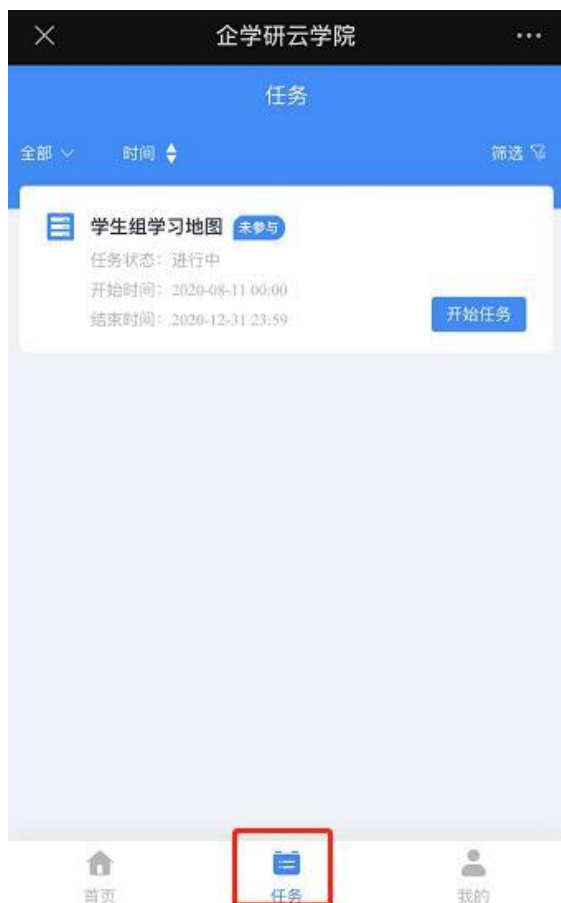 企学研云学院
任务
全部 时间 筛选
学生组学习地图 未参与
任务状态：进行中
开始时间：2020-08-11 00:00
结束时间：2020-12-31 23:59
开始任务
首页 任务 我的